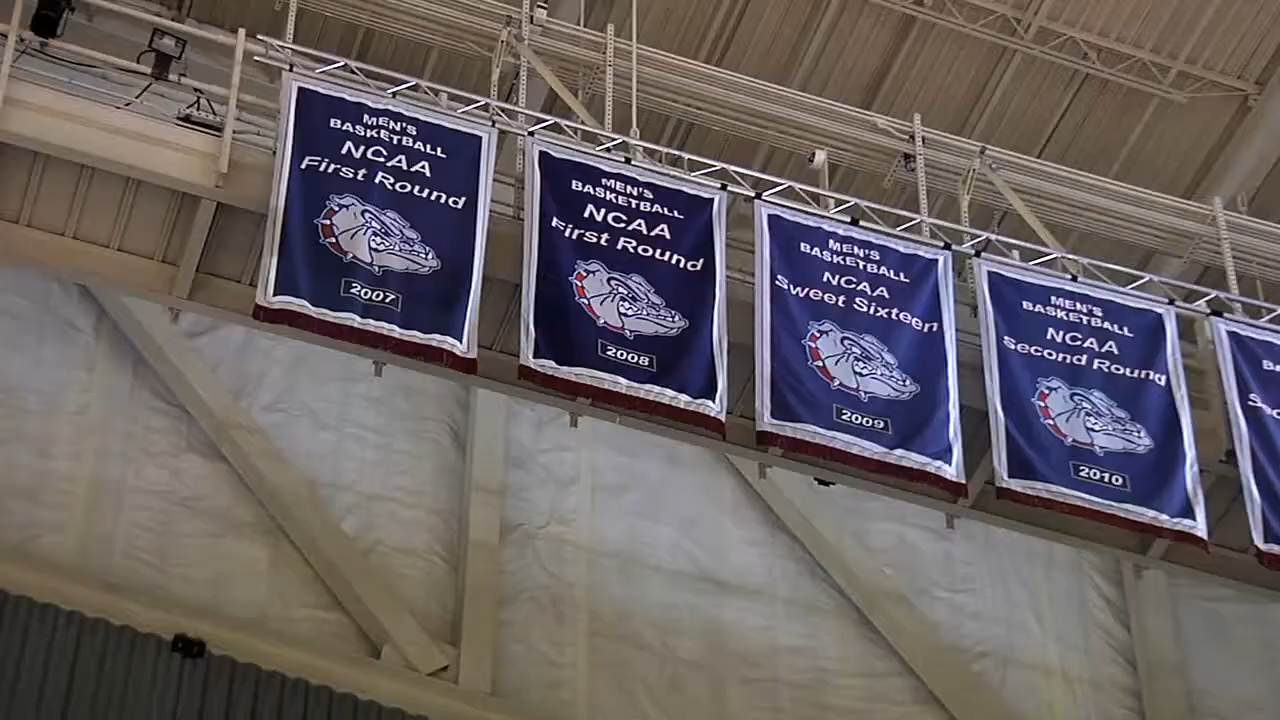 MEN'S
BASKETBALL
NCAA
First Round
2007
MEN'S
BASKETBALL
NCAA
First Round
2008
MEN'S
BASKETBALL
NCAA
Sweet Sixteen
2009
MEN'S
BASKETBALL
NCAA
Second Round
2010